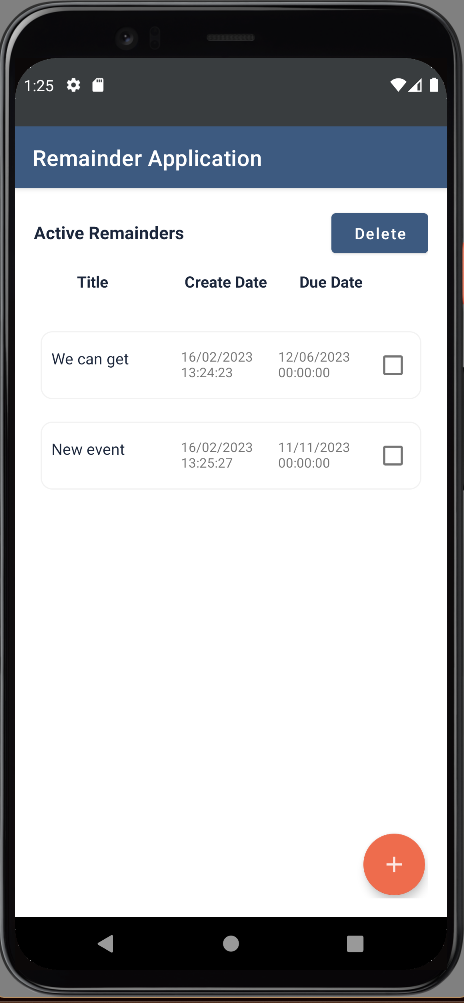 1:25
Remainder Application
Active Remainders
Delete
Title Create Date Due Date
We can get 16/02/2023 12/06/2023
13:24:23 00:00:00
New event 16/02/2023 11/11/2023
13:25:27 00:00:00
+